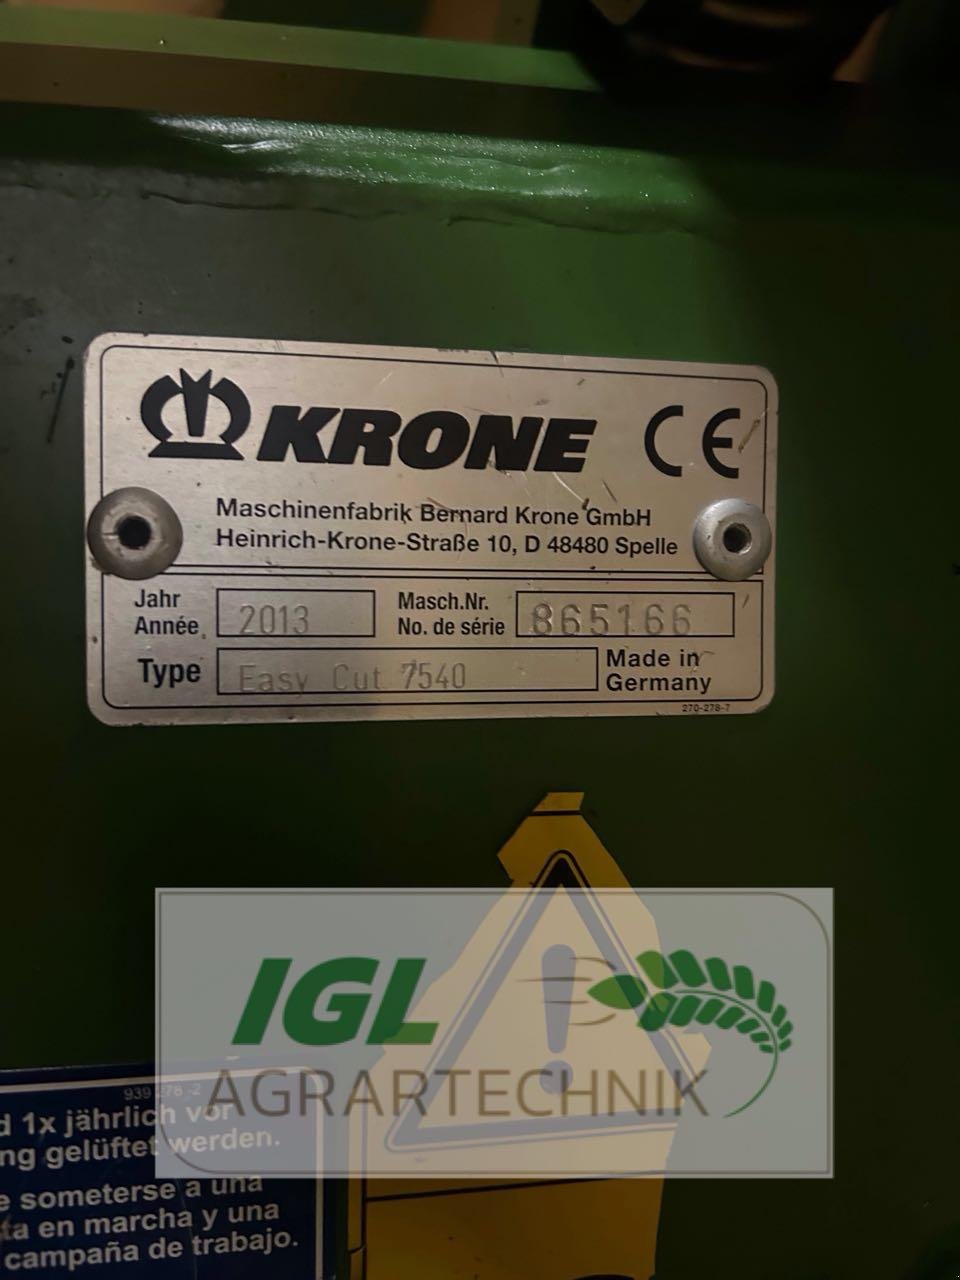 KRONE CE
Maschinenfabrik Bernard Krone GmbH
Heinrich-Krone-Straße 10, D 48480 Spelle
Jahr
Année
2013
Masch.Nr.
No. de série
865166
Type
Easy Cut 7540
Made in
Germany
270-278-7
IGL
AGRARTECHNIK
939 278 -2
d 1x jährlich vor
ng gelüftet werden.
e someterse a una
ta en marcha y una
campaña de trabajo.